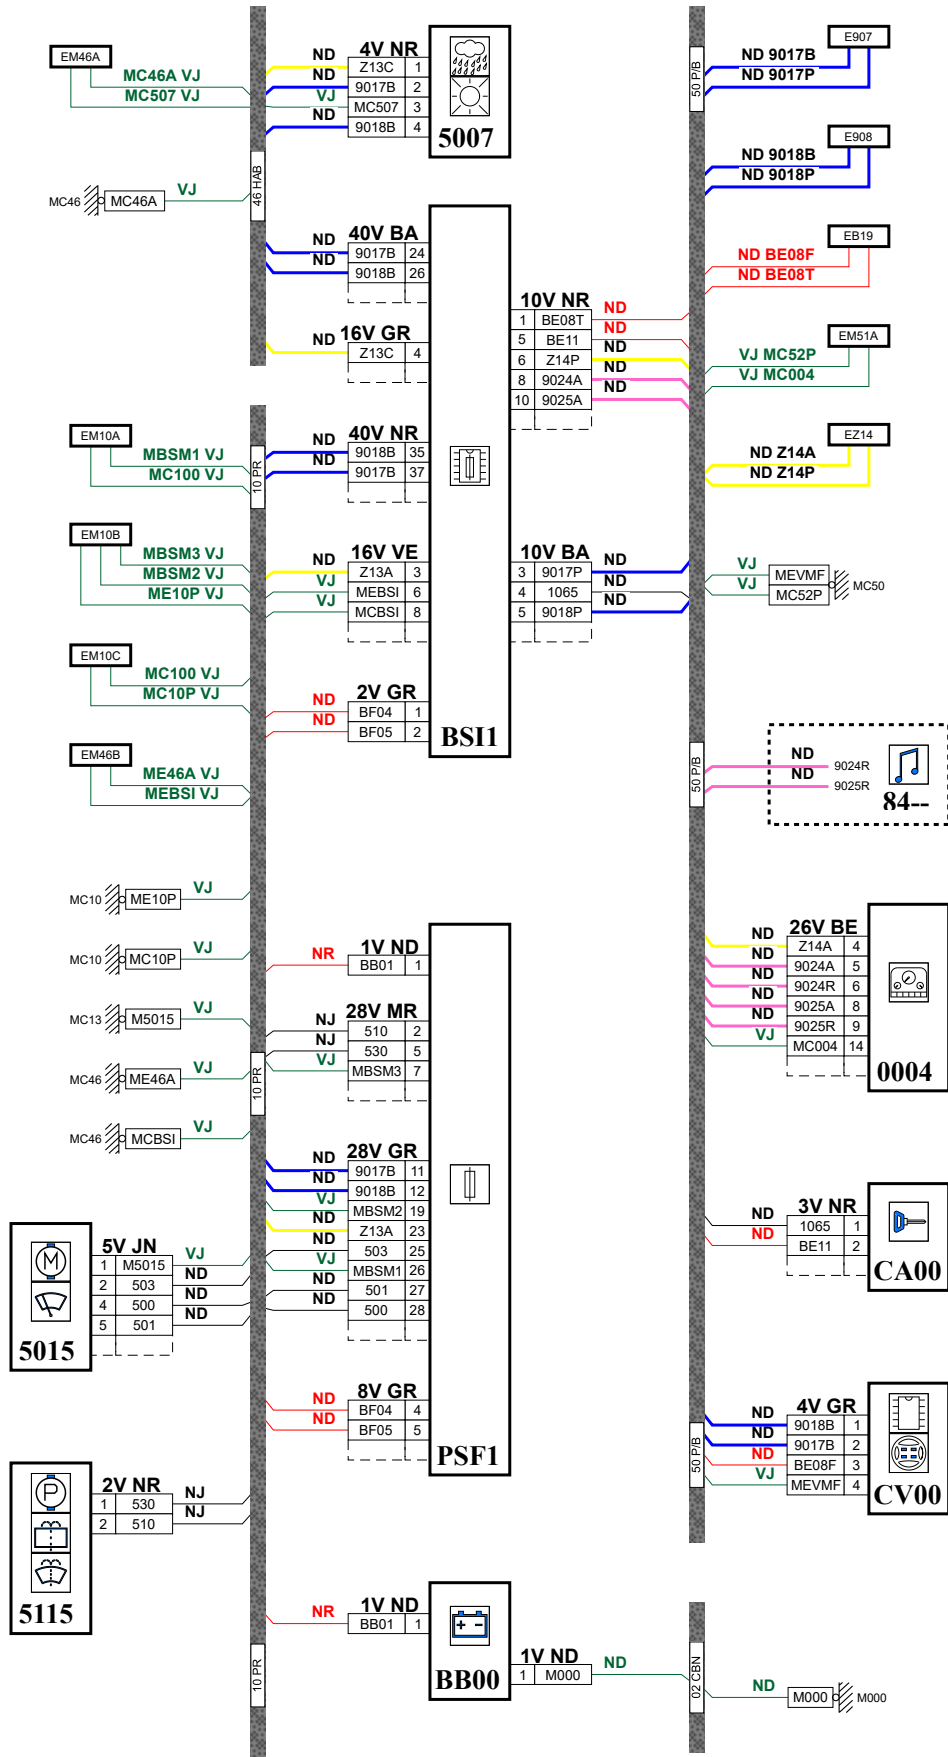 EM46A
MC46A VJ
MC507 VJ
MC46
MC46A
VJ
46 HAB
ND
4V NR
Z13C 1
ND
9017B 2
VJ
MC507 3
ND
9018B 4
5007
50 P/B
ND 9017B
ND 9017P
E907
ND 9018B
ND 9018P
E908
ND BE08F
ND BE08T
EB19
VJ MC52P
VJ MC004
EM51A
ND Z14A
ND Z14P
EZ14
ND
40V BA
9017B 24
ND
9018B 26
ND
16V GR
Z13C 4
10V NR
ND
1 BE08T
ND
5 BE11
ND
6 Z14P
ND
8 9024A
ND
10 9025A
EM10A
MBSM1 VJ
MC100 VJ
10 PR
ND
40V NR
9018B 35
ND
9017B 37
EM10B
MBSM3 VJ
MBSM2 VJ
ME10P VJ
ND
16V VE
Z13A 3
VJ
MEBSI 6
VJ
MCBSI 8
10V BA
ND
3 9017P
ND
4 1065
ND
5 9018P
VJ
MEVMF
VJ
MC52P
MC50
EM10C
MC100 VJ
MC10P VJ
ND
2V GR
BF04 1
ND
BF05 2
BSI1
EM46B
ME46A VJ
MEBSI VJ
50 P/B
ND
9024R
ND
9025R
84--
MC10
ME10P
VJ
MC10
MC10P
VJ
MC13
M5015
VJ
MC46
ME46A
VJ
MC46
MCBSI
VJ
10 PR
NR
1V ND
BB01 1
NJ
28V MR
510 2
NJ
530 5
VJ
MBSM3 7
ND
28V GR
9017B 11
ND
9018B 12
VJ
MBSM2 19
ND
Z13A 23
ND
503 25
VJ
MBSM1 26
ND
501 27
ND
500 28
ND
8V GR
BF04 4
ND
BF05 5
PSF1
ND
26V BE
Z14A 4
ND
9024A 5
ND
9024R 6
ND
9025A 8
ND
9025R 9
VJ
MC004 14
0004
ND
3V NR
1065 1
ND
BE11 2
CA00
M
5V JN
VJ
1 M5015
ND
2 503
ND
4 500
ND
5 501
5015
50 P/B
ND
4V GR
9018B 1
ND
9017B 2
ND
BE08F 3
VJ
MEVMF 4
CV00
P
2V NR
NJ
1 530
NJ
2 510
5115
10 PR
NR
1V ND
BB01 1
+ -
BB00
1V ND
1 M000
ND
02 CBN
ND
M000
M000